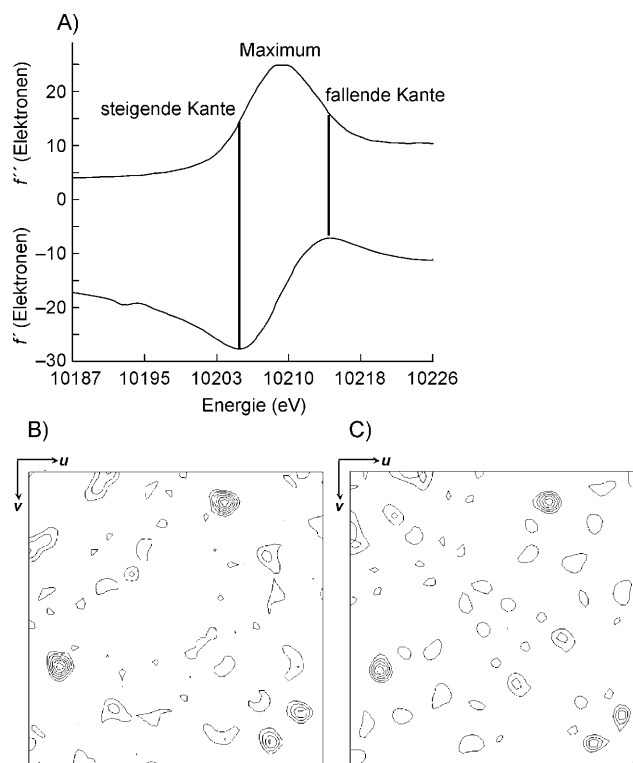 A)
Maximum
steigende Kante
fallende Kante
f´´ (Elektronen)
20
10
0
f´ (Elektronen)
−10
−20
−30
10187 10195 10203 10210 10218 10226
Energie (eV)
B)
u
v
C)
u
v